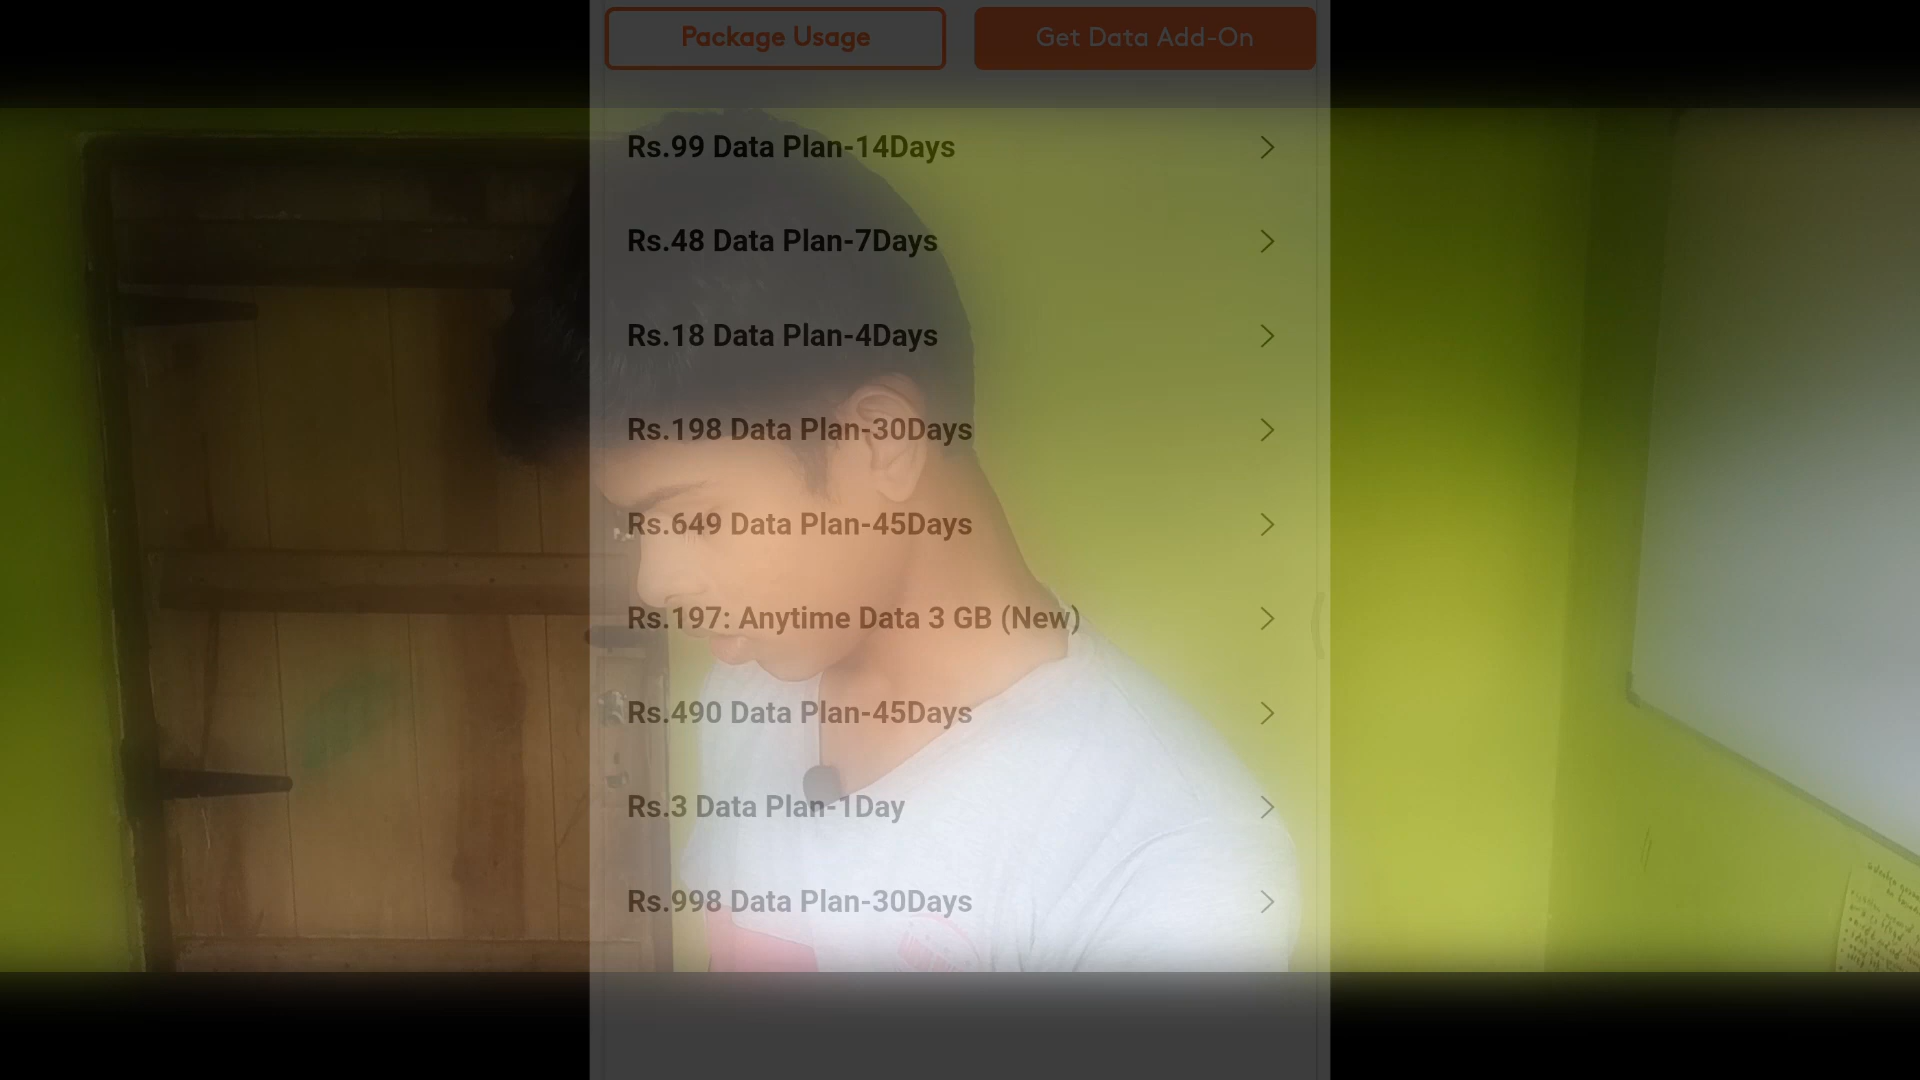 Package Usage
Get Data Add-On
Rs.99 Data Plan-14Days
Rs.48 Data Plan-7Days
Rs.18 Data Plan-4Days
Rs.198 Data Plan-30Days
Rs.649 Data Plan-45Days
Rs.197: Anytime Data 3 GB (New)
Rs.490 Data Plan-45Days
Rs.3 Data Plan-1Day
Rs.998 Data Plan-30Days